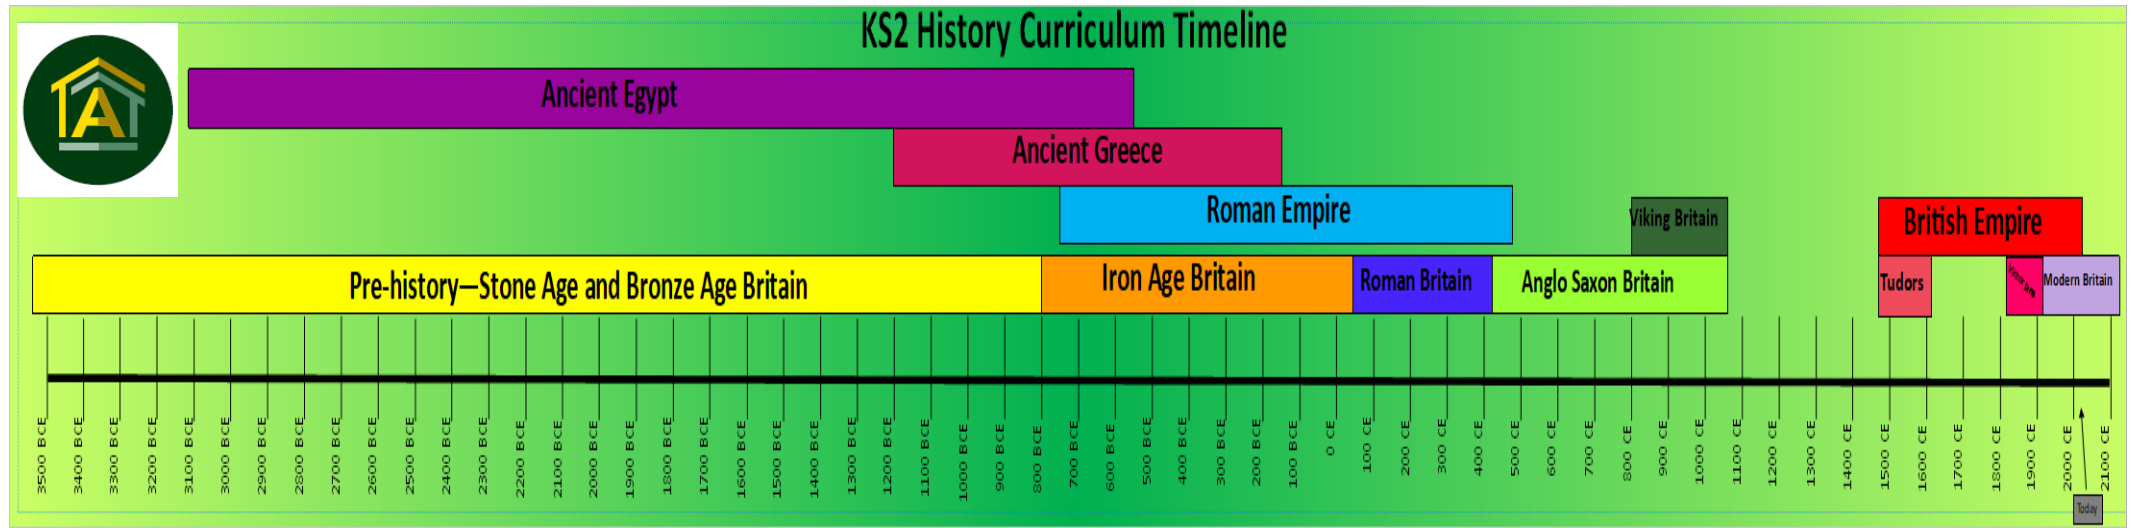 KS2 History Curriculum Timeline
A
Ancient Egypt
Ancient Greece
Roman Empire
Viking Britain
British Empire
Pre-history—Stone Age and Bronze Age Britain
Iron Age Britain
Roman Britain
Anglo Saxon Britain
Tudors
Modern Britain
3500 BCE
3400 BCE
3300 BCE
3200 BCE
3100 BCE
3000 BCE
2900 BCE
2800 BCE
2700 BCE
2600 BCE
2500 BCE
2400 BCE
2300 BCE
2200 BCE
2100 BCE
2000 BCE
1900 BCE
1800 BCE
1700 BCE
1600 BCE
1500 BCE
1400 BCE
1300 BCE
1200 BCE
1100 BCE
1000 BCE
900 BCE
800 BCE
700 BCE
600 BCE
500 BCE
400 BCE
300 BCE
200 BCE
100 BCE
0 CE
100 CE
200 CE
300 CE
400 CE
500 CE
600 CE
700 CE
800 CE
900 CE
1000 CE
1100 CE
1200 CE
1300 CE
1400 CE
1500 CE
1600 CE
1700 CE
1800 CE
1900 CE
2000 CE
2100 CE
Today